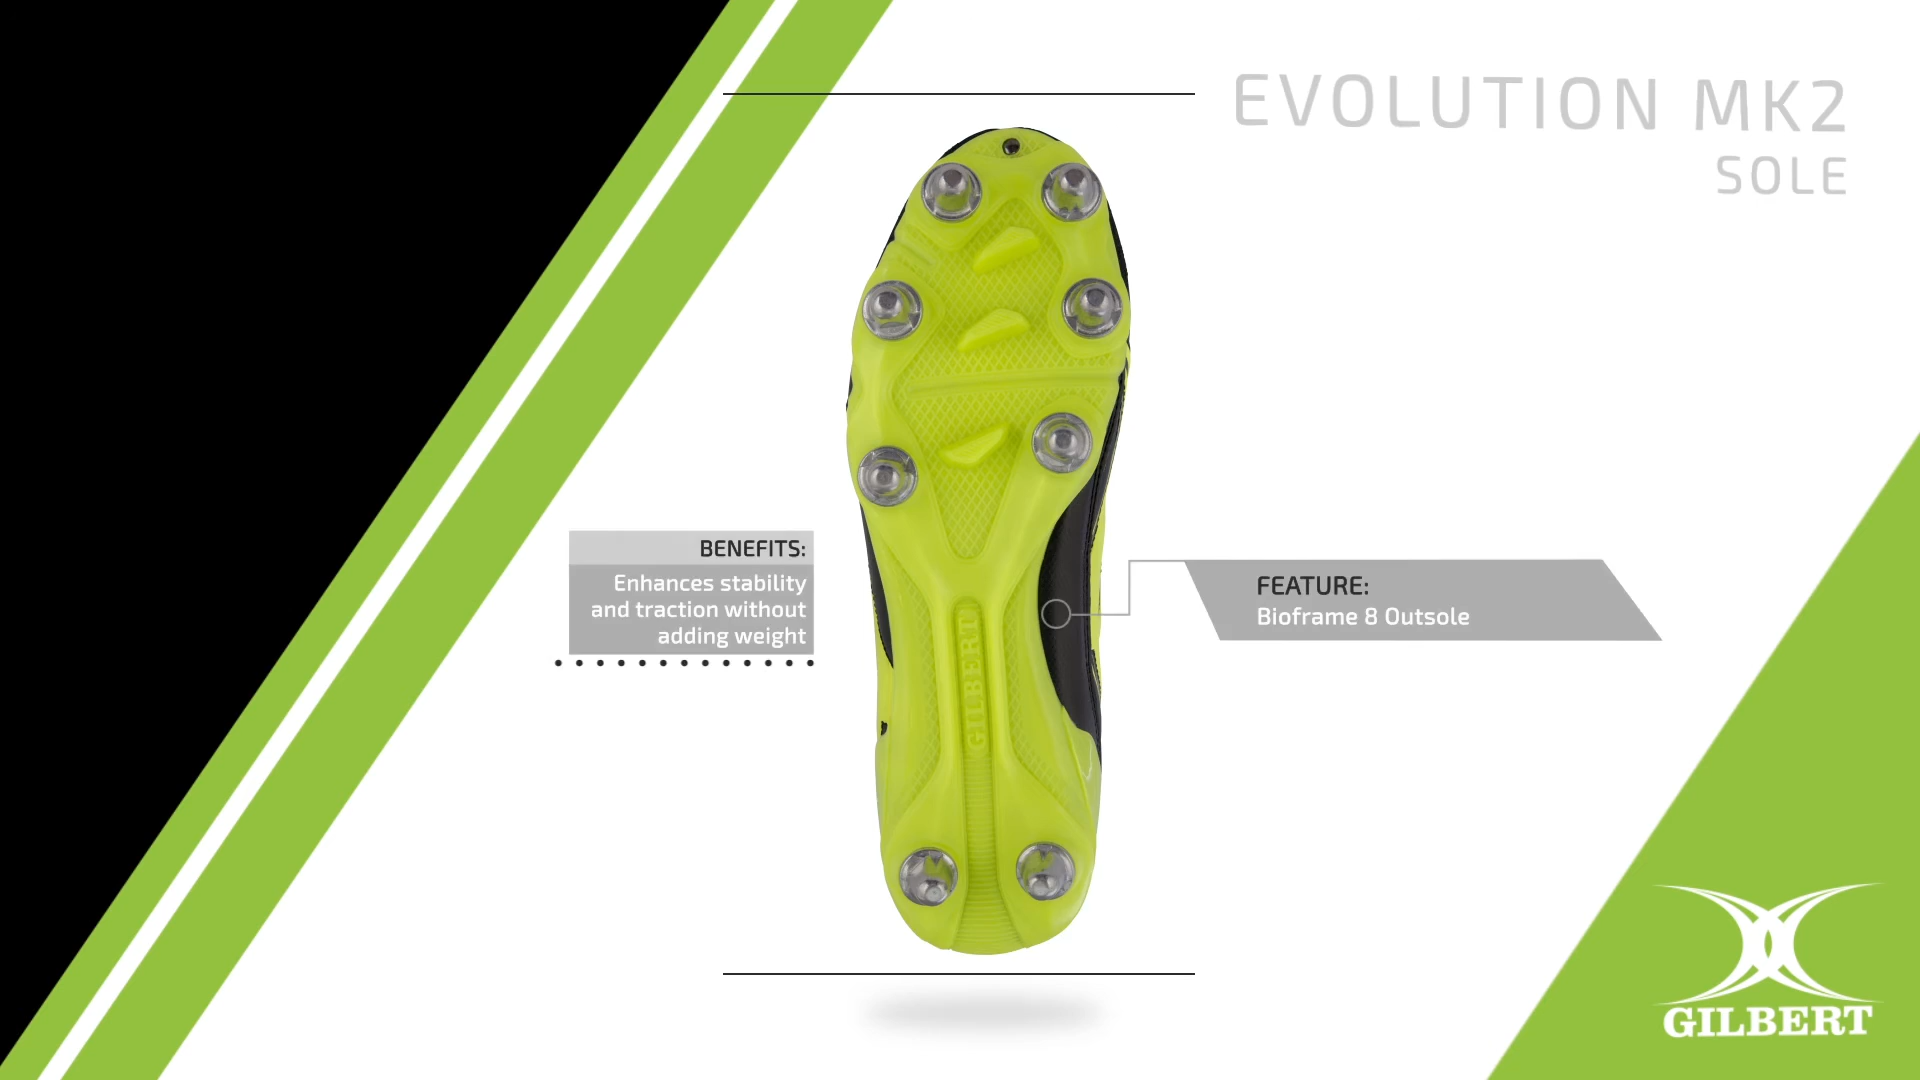 EVOLUTION MK2
SOLE
BENEFITS:
Enhances stability
and traction without
adding weight
FEATURE:
Bioframe 8 Outsole
GILBERT
GILBERT